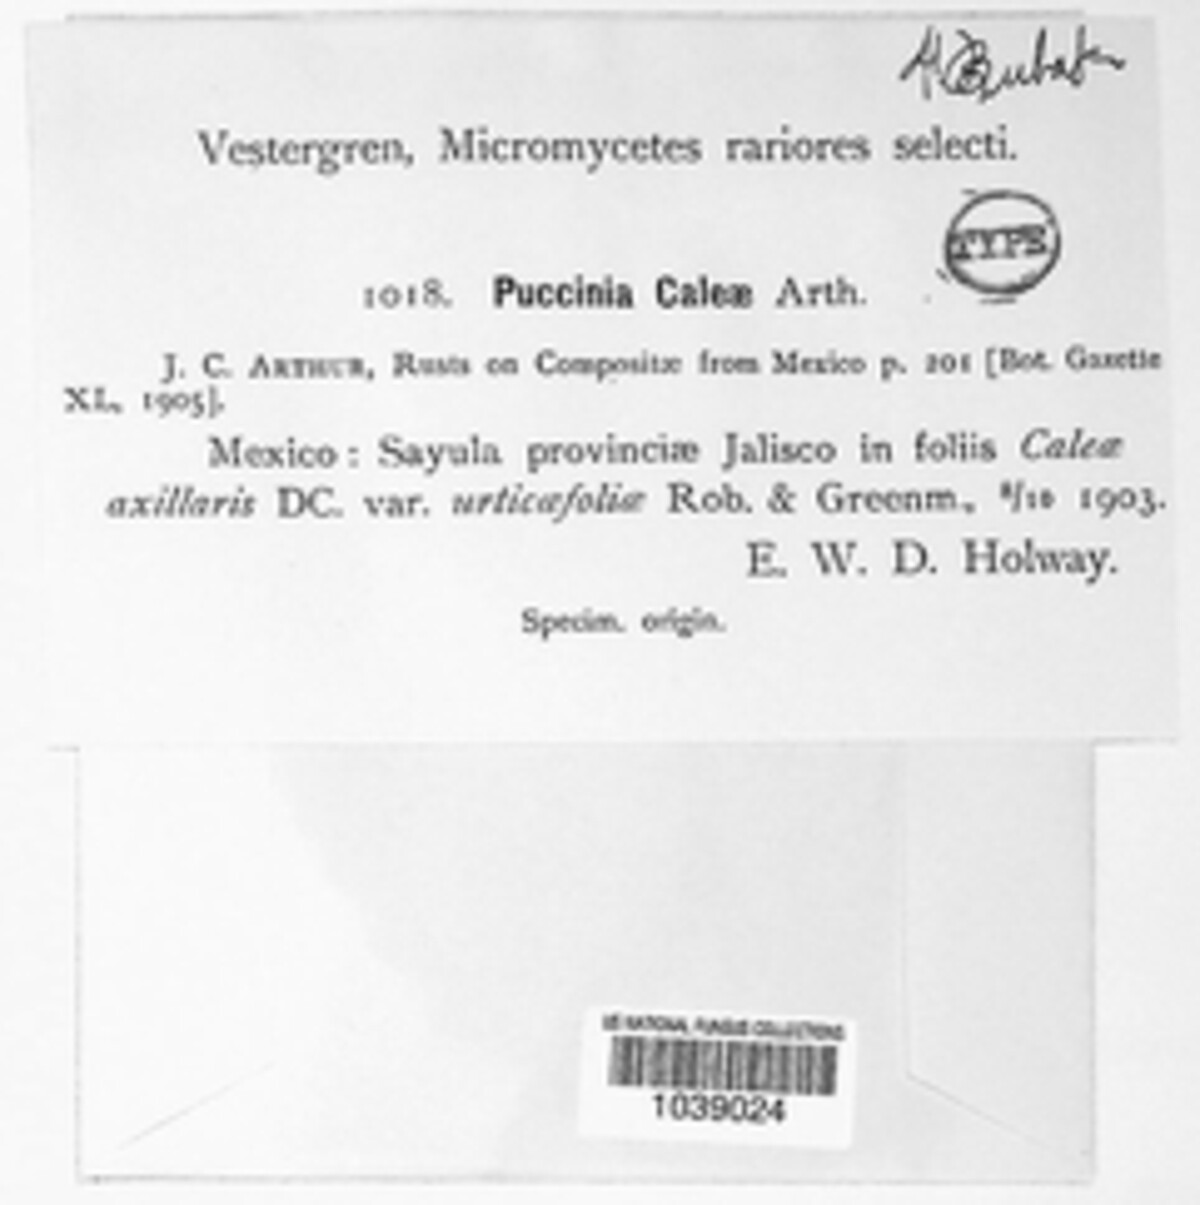 Vestergren, Micromycetes rariores selecti.
TYPE
1018. Puccinia Caleæ Arth.
J. C. ARTHUR, Rusts on Compositæ from Mexico p. 201 [Bot. Gazette
XL, 1905].
Mexico: Sayula provinciæ Jalisco in foliis Caleæ
axillaris DC. var. urticæfoliæ Rob. & Greenm., 8/10 1903.
E. W. D. Holway.
Specim. origin.
US NATIONAL FUNGUS COLLECTIONS
1039024